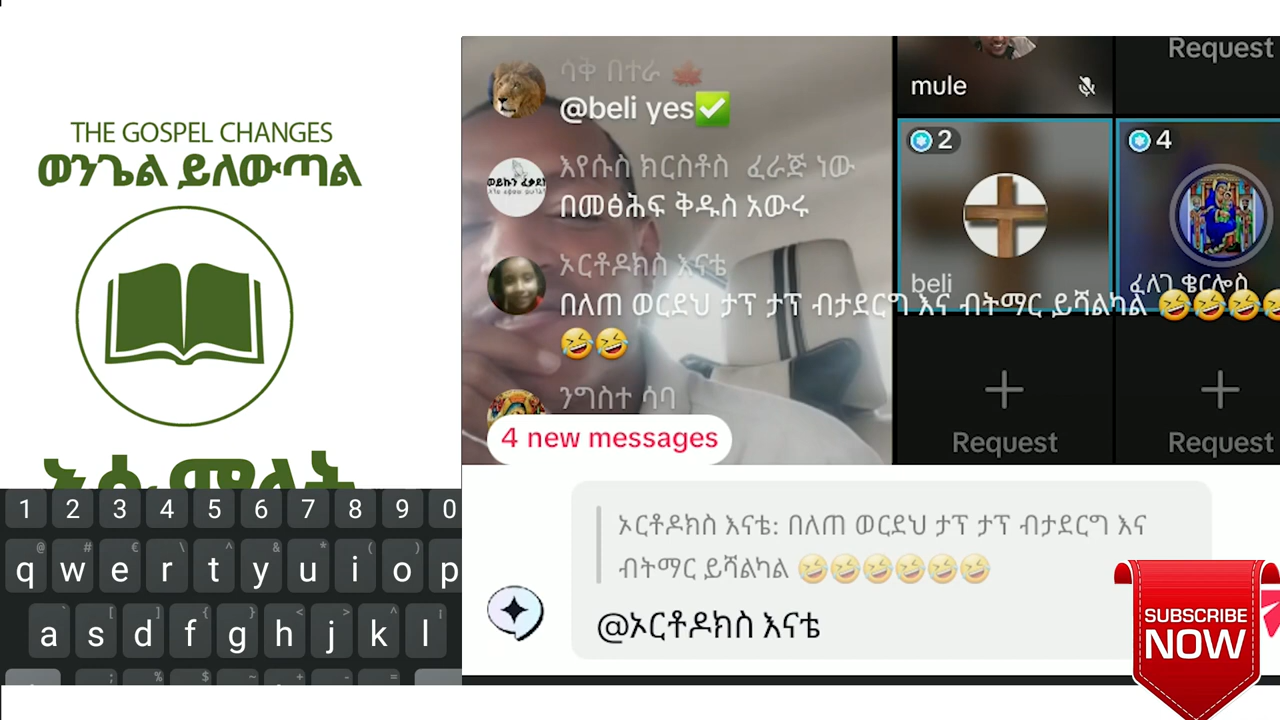 THE GOSPEL CHANGES
ወንጌል ይለውጣል
1 2 3 4 5 6 7 8 9 0
@ # € \ ^ & * ( )
q w e r t y u i o p
` [ ] { } < > ^ ¡
a s d f g h j k l
; % $ ~ + - =
ሳቅ በተራ 🍁
@beli yes✅
እየሱስ ክርስቶስ ፈራጅ ነው
በመፅሕፍ ቅዱስ አውሩ
ኦርቶዶክስ እናቴ
በለጠ ወርደህ ታፕ ታፕ ብታደርግ እና ብትማር ይሻልካል 🤣🤣🤣🤣
🤣🤣
ንግስተ ሳባ
4 new messages
mule
Request
2
4
beli
ፈለገ ቄርሎስ
Request
Request
ኦርቶዶክስ እናቴ: በለጠ ወርደህ ታፕ ታፕ ብታደርግ እና
ብትማር ይሻልካል 🤣🤣🤣🤣🤣🤣
@ኦርቶዶክስ እናቴ
SUBSCRIBE
NOW